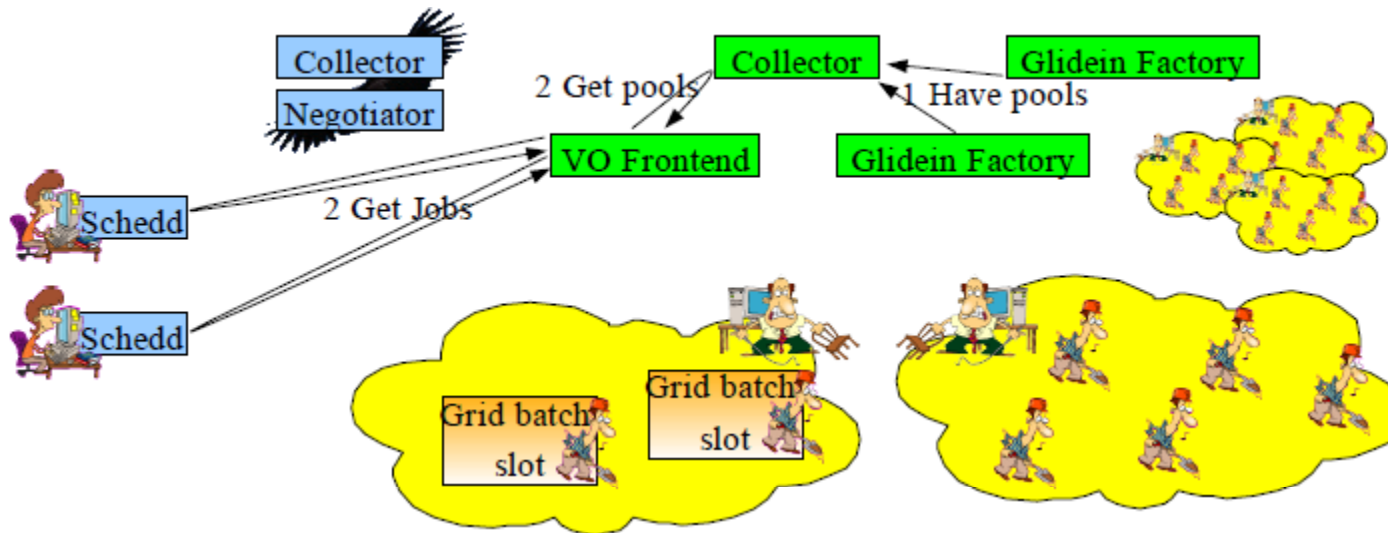 Collector
Negotiator
Collector
Glidein Factory
2 Get pools
1 Have pools
VO Frontend
Glidein Factory
Schedd
2 Get Jobs
Schedd
Grid batch
slot
Grid batch
slot